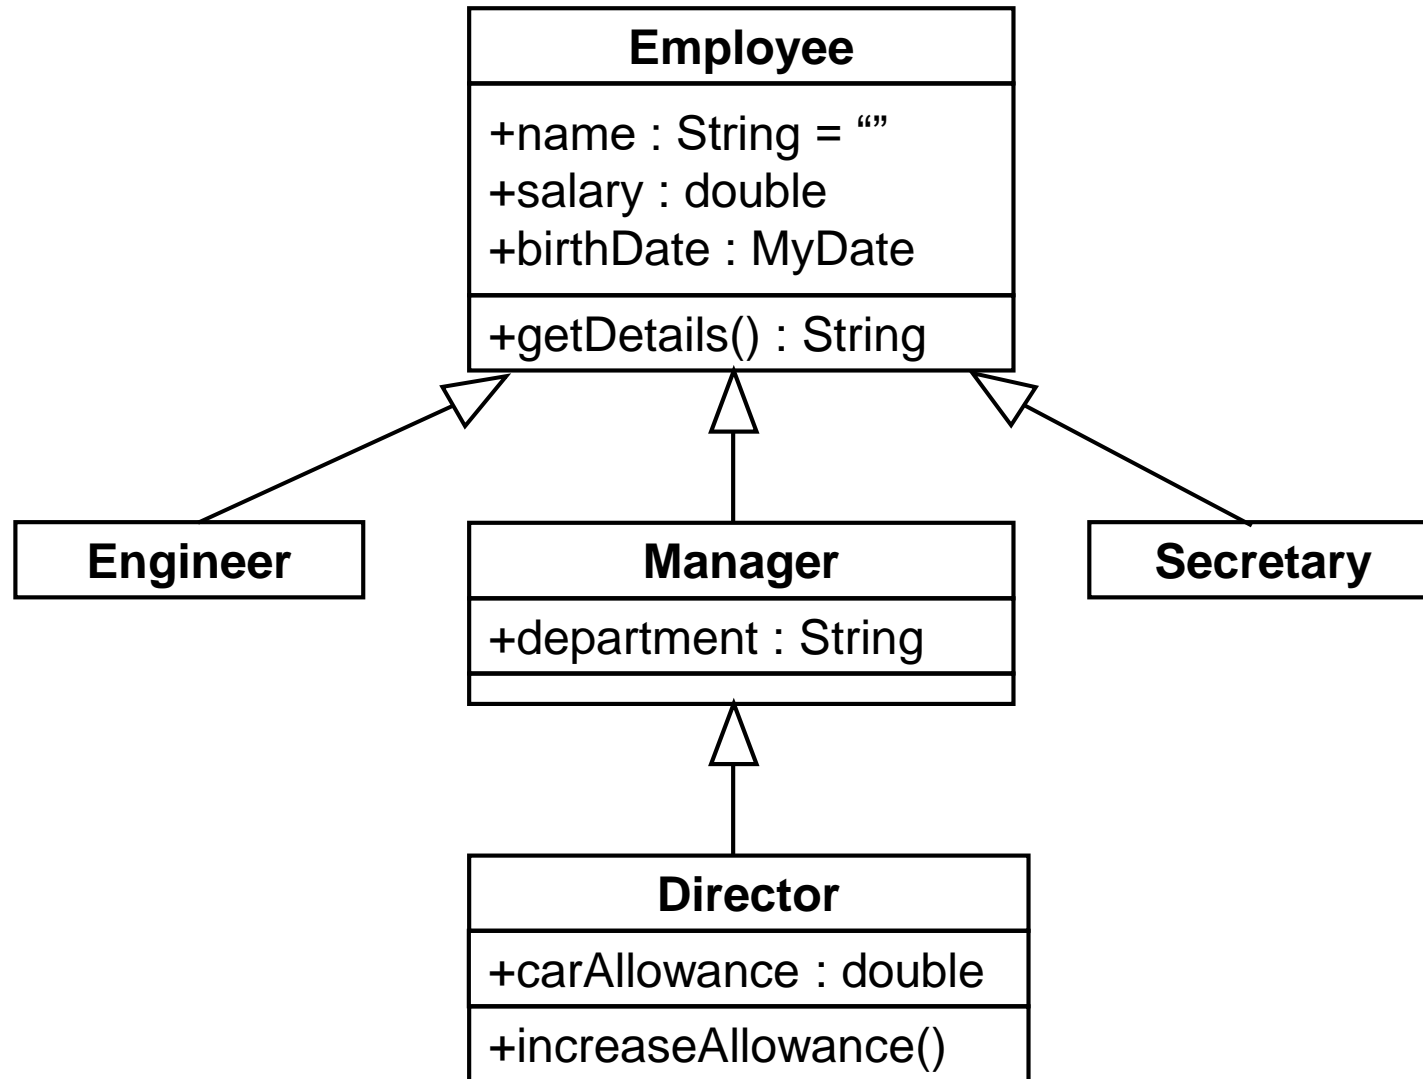 Employee
+name : String = “”
+salary : double
+birthDate : MyDate
+getDetails() : String
Engineer
Manager
Secretary
+department : String
Director
+carAllowance : double
+increaseAllowance()